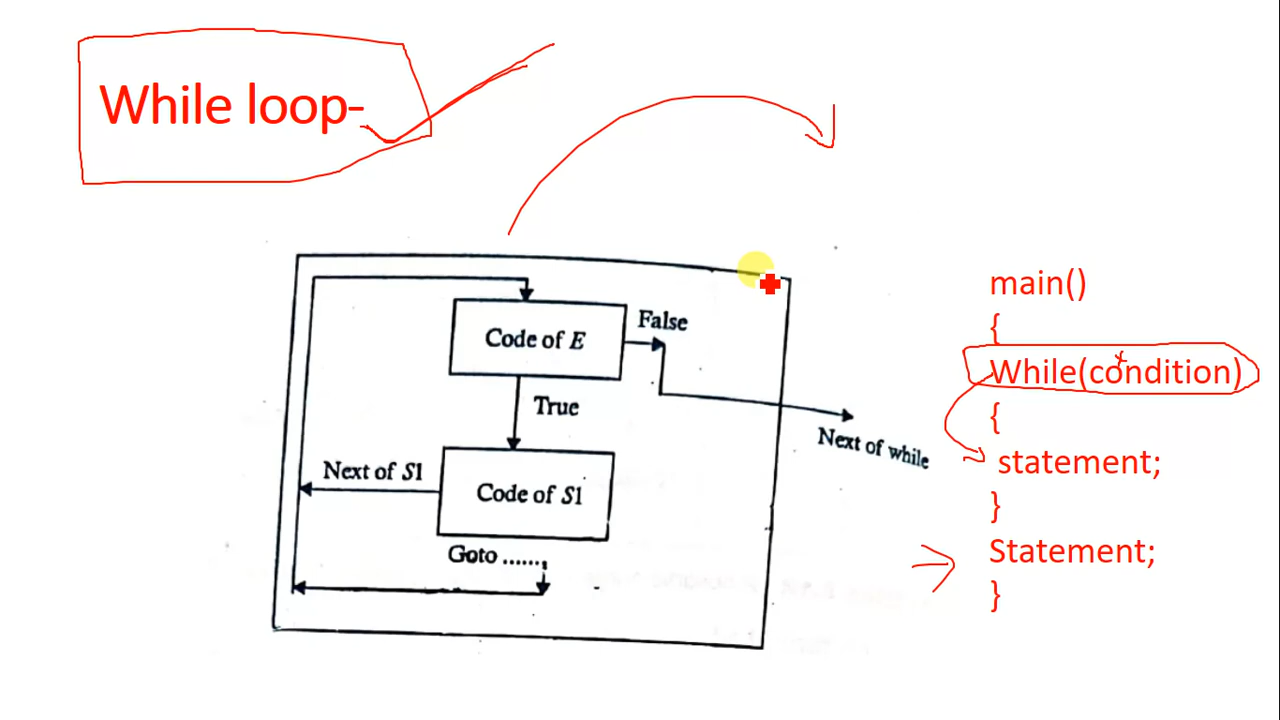 While loop-
Code of E
False
True
Next of while
Next of S1
Code of S1
Goto ......,
main()
{
While(condition)
{
statement;
}
Statement;
}